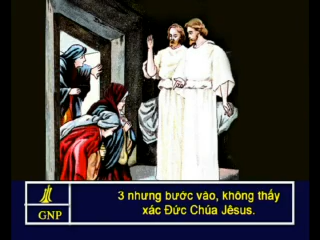 3 nhưng bước vào, không thấy
xác Đức Chúa Jêsus.
GNP